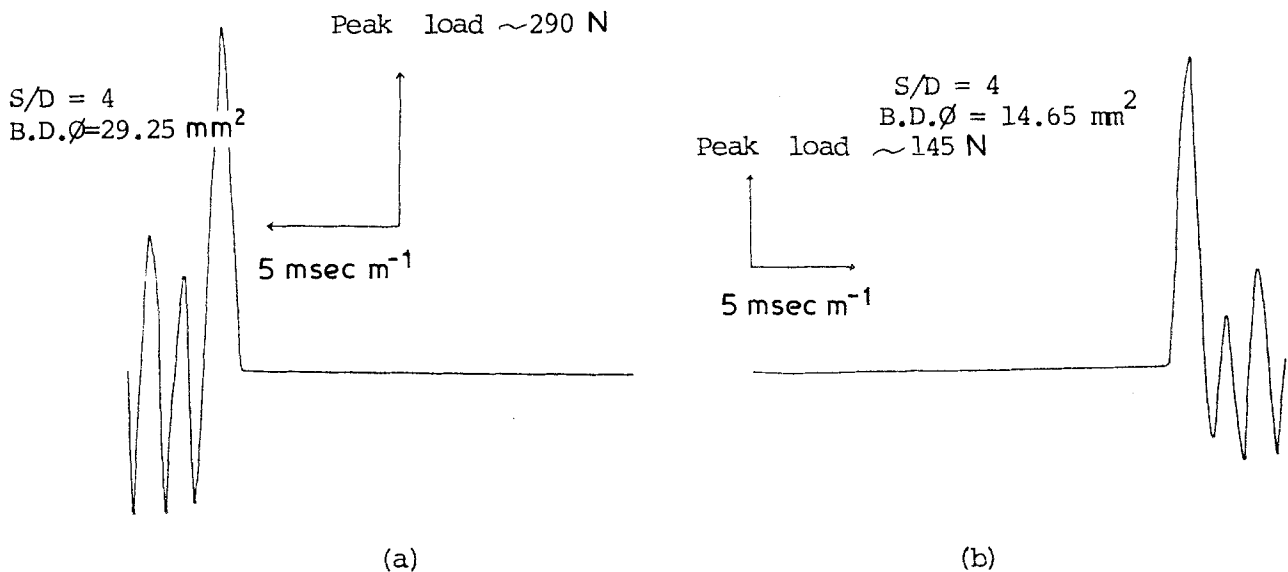 Peak load ~290 N
S/D = 4
B.D.Ø=29.25 mm²
5 msec m⁻¹
(a)
S/D = 4
B.D.Ø = 14.65 mm²
Peak load ~145 N
5 msec m⁻¹
(b)